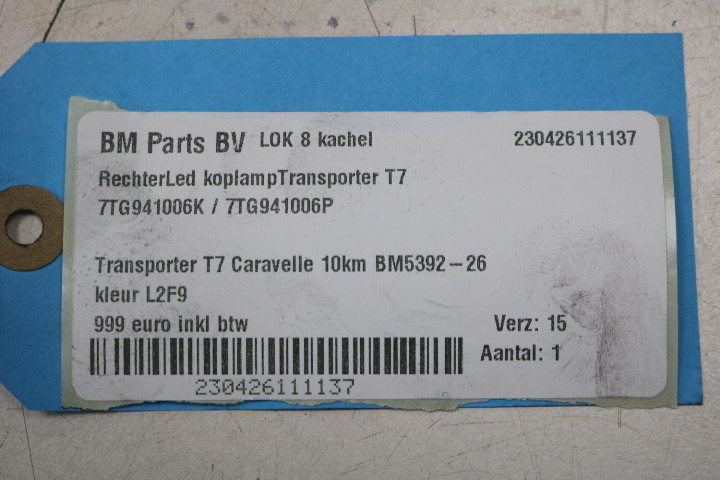 BM Parts BV LOK 8 kachel 230426111137
RechterLed koplampTransporter T7
7TG941006K / 7TG941006P
Transporter T7 Caravelle 10km BM5392-26
kleur L2F9
999 euro inkl btw Verz: 15
Aantal: 1
230426111137